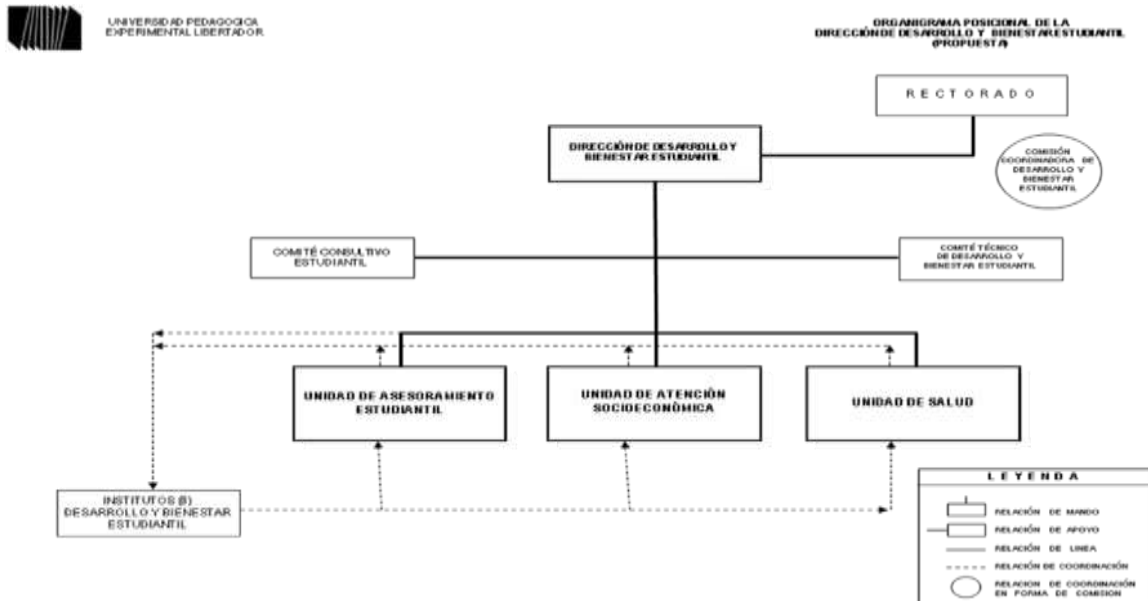 UNIVERSIDAD PEDAGOGICA
EXPERIMENTAL LIBERTADOR
ORGANIGRAMA POSICIONAL DE LA
DIRECCIÓN DE DESARROLLO Y BIENESTAR ESTUDIANTIL
(PROPUESTA)
RECTORADO
DIRECCIÓN DE DESARROLLO Y
BIENESTAR ESTUDIANTIL
COMISIÓN
COORDINADORA DE
DESARROLLO Y
BIENESTAR
ESTUDIANTIL
COMITÉ CONSULTIVO
ESTUDIANTIL
COMITÉ TÉCNICO
DE DESARROLLO Y
BIENESTAR ESTUDIANTIL
UNIDAD DE ASESORAMIENTO
ESTUDIANTIL
UNIDAD DE ATENCIÓN
SOCIOECONÓMICA
UNIDAD DE SALUD
INSTITUTOS (8)
DESARROLLO Y BIENESTAR
ESTUDIANTIL
LEYENDA
RELACIÓN DE MANDO
RELACIÓN DE APOYO
RELACIÓN DE LINEA
RELACIÓN DE COORDINACIÓN
RELACION DE COORDINACIÓN
EN FORMA DE COMISION